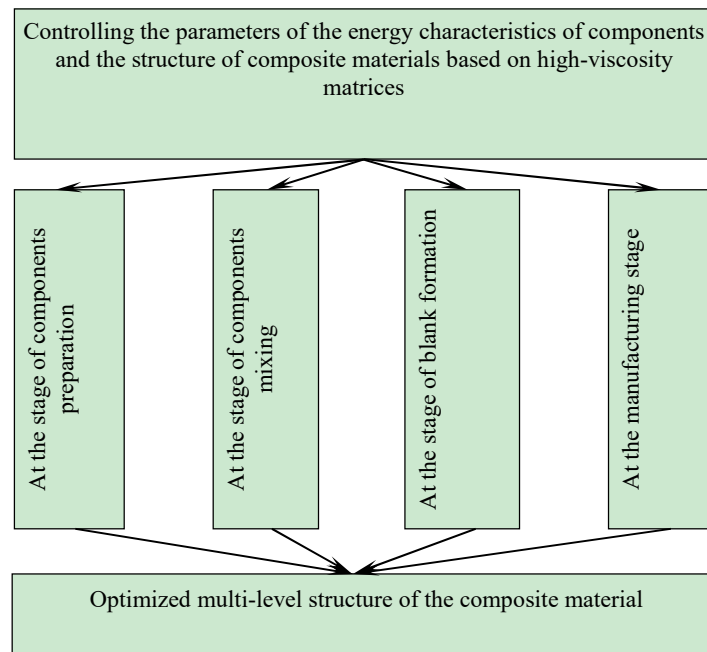 Controlling the parameters of the energy characteristics of components
and the structure of composite materials based on high-viscosity
matrices
At the stage of components
preparation
At the stage of components
mixing
At the stage of blank formation
At the manufacturing stage
Optimized multi-level structure of the composite material